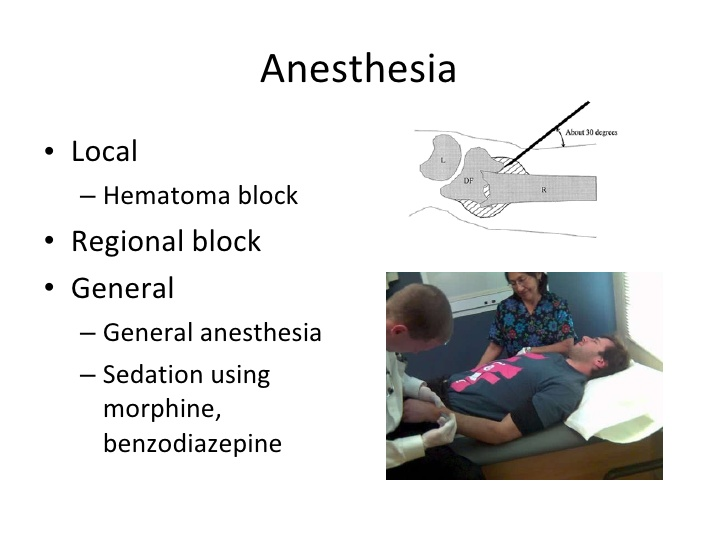 Anesthesia
• Local
– Hematoma block
• Regional block
• General
– General anesthesia
– Sedation using
morphine,
benzodiazepine
About 30 degrees
L
DF
R